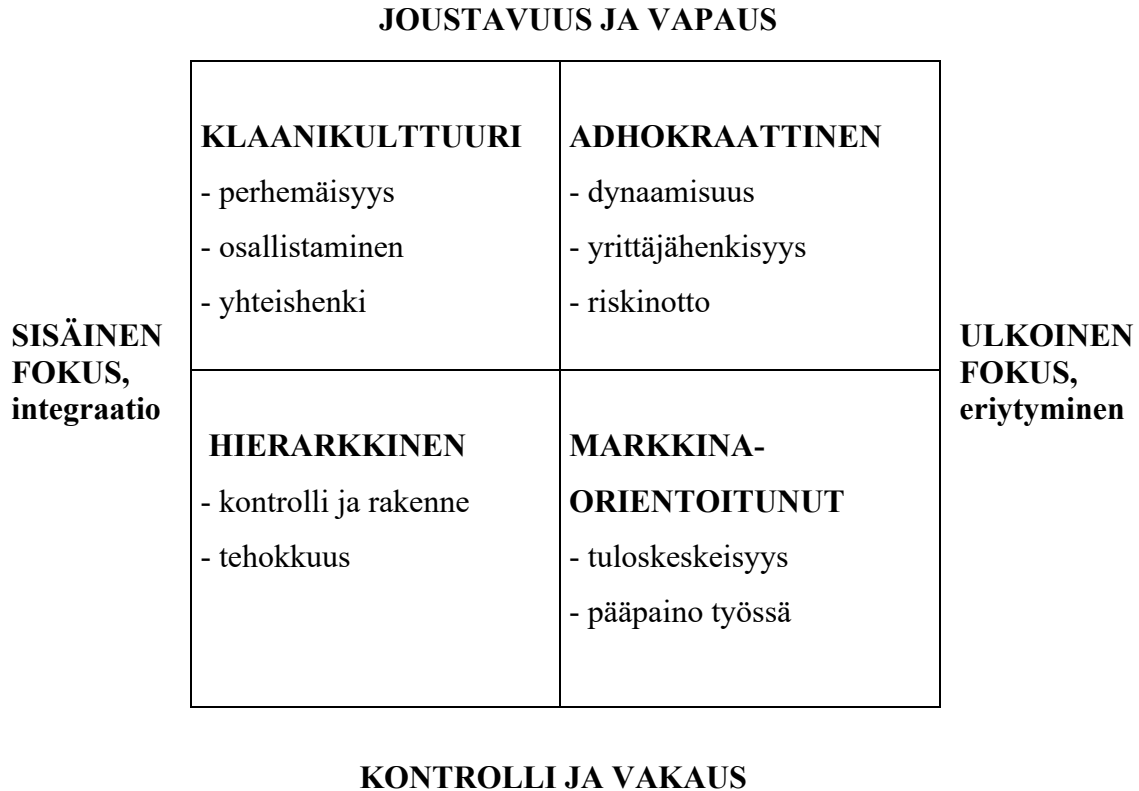 JOUSTAVUUS JA VAPAUS
KLAANIKULTTUURI
- perhemäisyys
- osallistaminen
- yhteishenki
ADHOKRAATTINEN
- dynaamisuus
- yrittäjähenkisyys
- riskinotto
SISÄINEN
FOKUS,
integraatio
ULKOINEN
FOKUS,
eriytyminen
HIERARKKINEN
- kontrolli ja rakenne
- tehokkuus
MARKKINA-
ORIENTOITUNUT
- tuloskeskeisyys
- pääpaino työssä
KONTROLLI JA VAKAUS